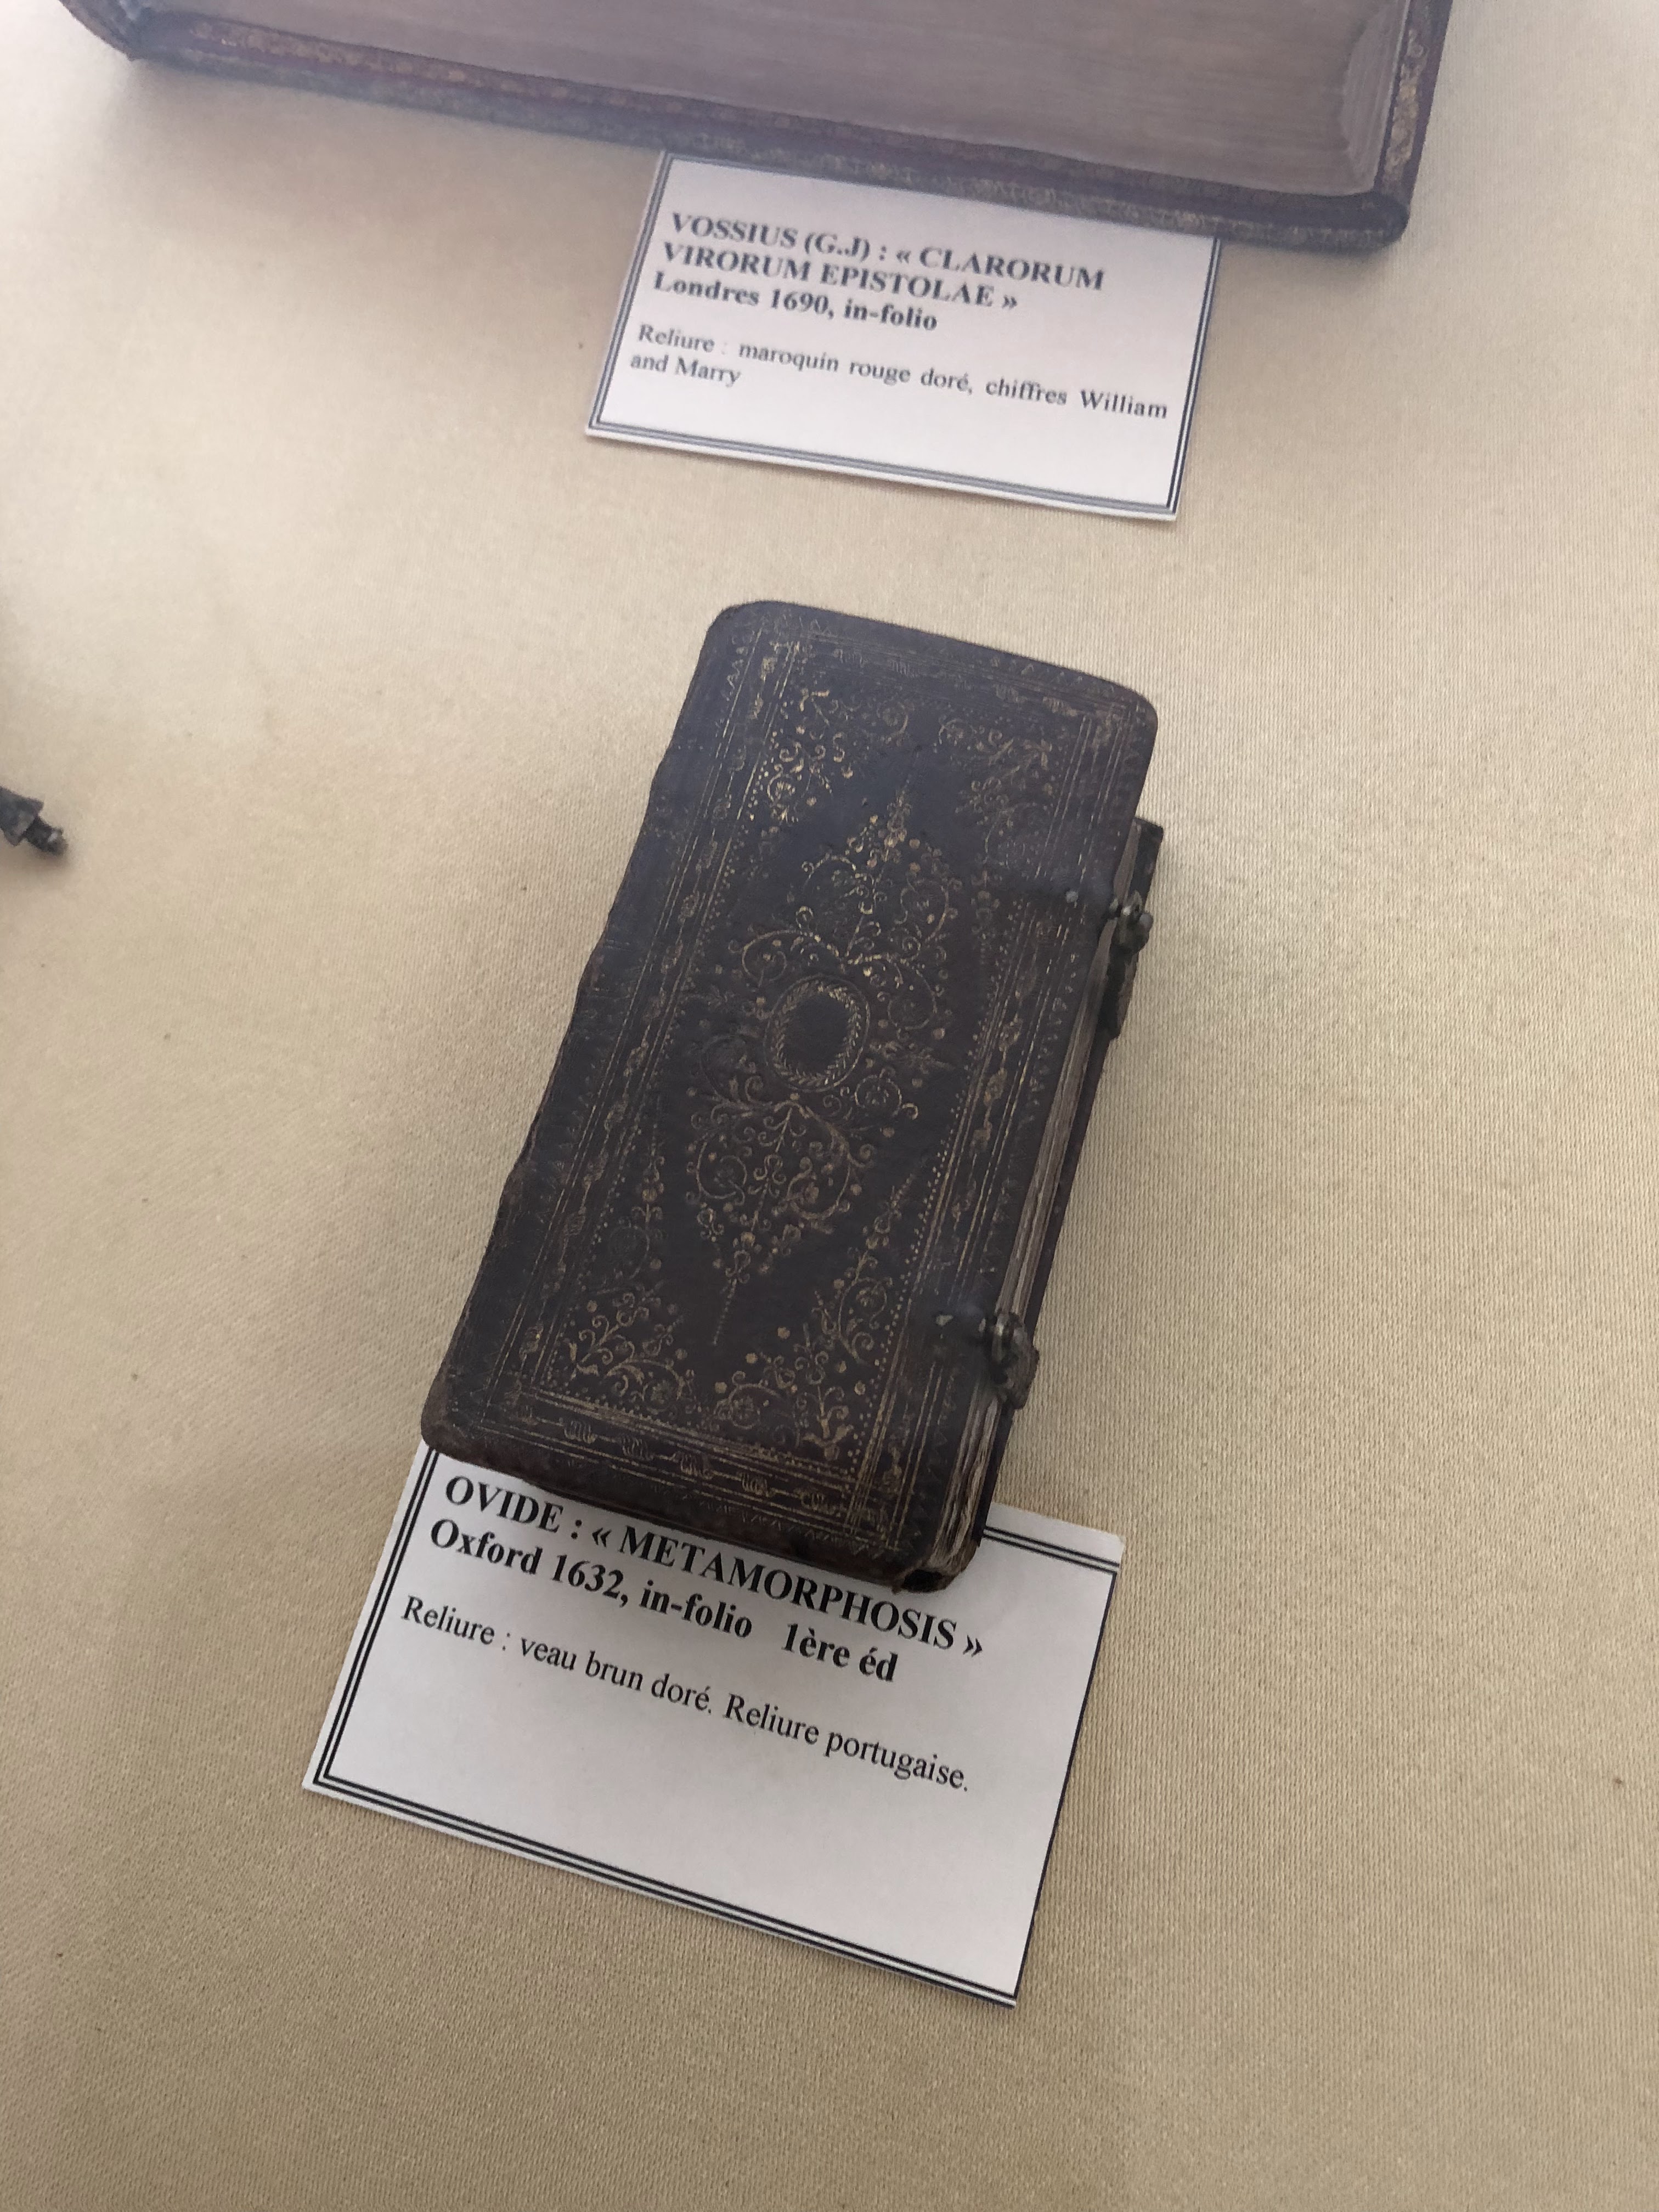 VOSSIUS (G.J) : « CLARORUM
VIRORUM EPISTOLAE »
Londres 1690, in-folio
Reliure : maroquin rouge doré, chiffres William
and Marry
OVIDE : « METAMORPHOSIS »
Oxford 1632, in-folio 1ère éd
Reliure : veau brun doré. Reliure portugaise.